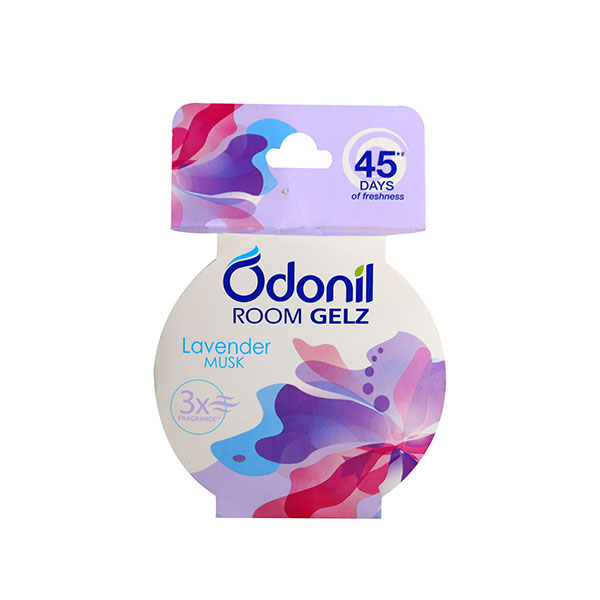 45*#
DAYS
of freshness
Odonil
ROOM GELZ
Lavender
MUSK
3x
FRAGRANCE**